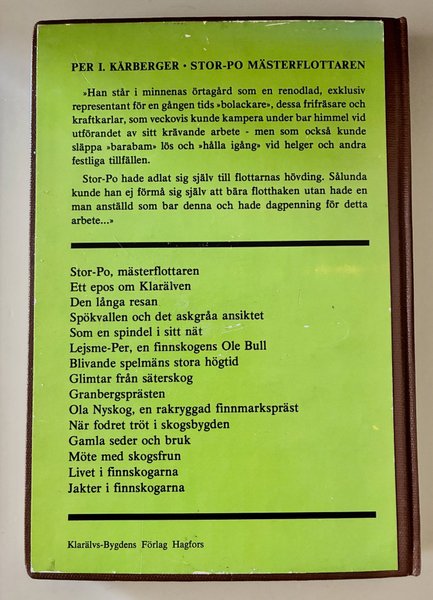 PER I. KÅRBERGER · STOR-PO MÄSTERFLOTTAREN
»Han står i minnenas örtagård som en renodlad, exklusiv
representant för en gången tids »bolackare», dessa frifräsare och
kraftkarlar, som veckovis kunde kampera under bar himmel vid
utförandet av sitt krävande arbete - men som också kunde
släppa »barabam» lös och »hålla igång» vid helger och andra
festliga tillfällen.
Stor-Po hade adlat sig själv till flottarnas hövding. Sålunda
kunde han ej förmå sig själv att bära flotthaken utan hade en
man anställd som bar denna och hade dagpenning för detta
arbete...»
Stor-Po, mästerflottaren
Ett epos om Klarälven
Den långa resan
Spökvallen och det askgråa ansiktet
Som en spindel i sitt nät
Lejsme-Per, en finnskogens Ole Bull
Blivande spelmäns stora högtid
Glimtar från säterskog
Granbergsprästen
Ola Nyskog, en rakryggad finnmarkspräst
När fodret tröt i skogsbygden
Gamla seder och bruk
Möte med skogsfrun
Livet i finnskogarna
Jakter i finnskogarna
Klarälvs-Bygdens Förlag Hagfors